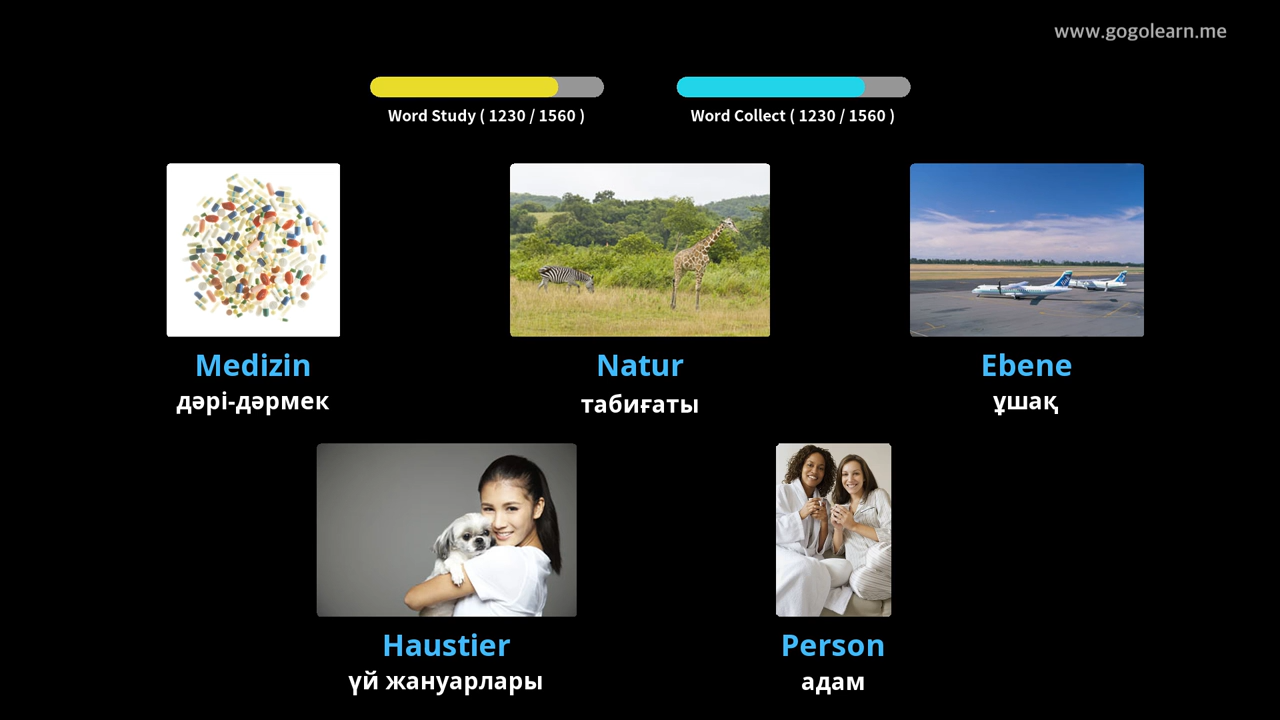 www.gogolearn.me
Word Study ( 1230 / 1560 )
Word Collect ( 1230 / 1560 )
Medizin
дәрі-дәрмек
Natur
табиғаты
Ebene
ұшақ
Haustier
үй жануарлары
Person
адам